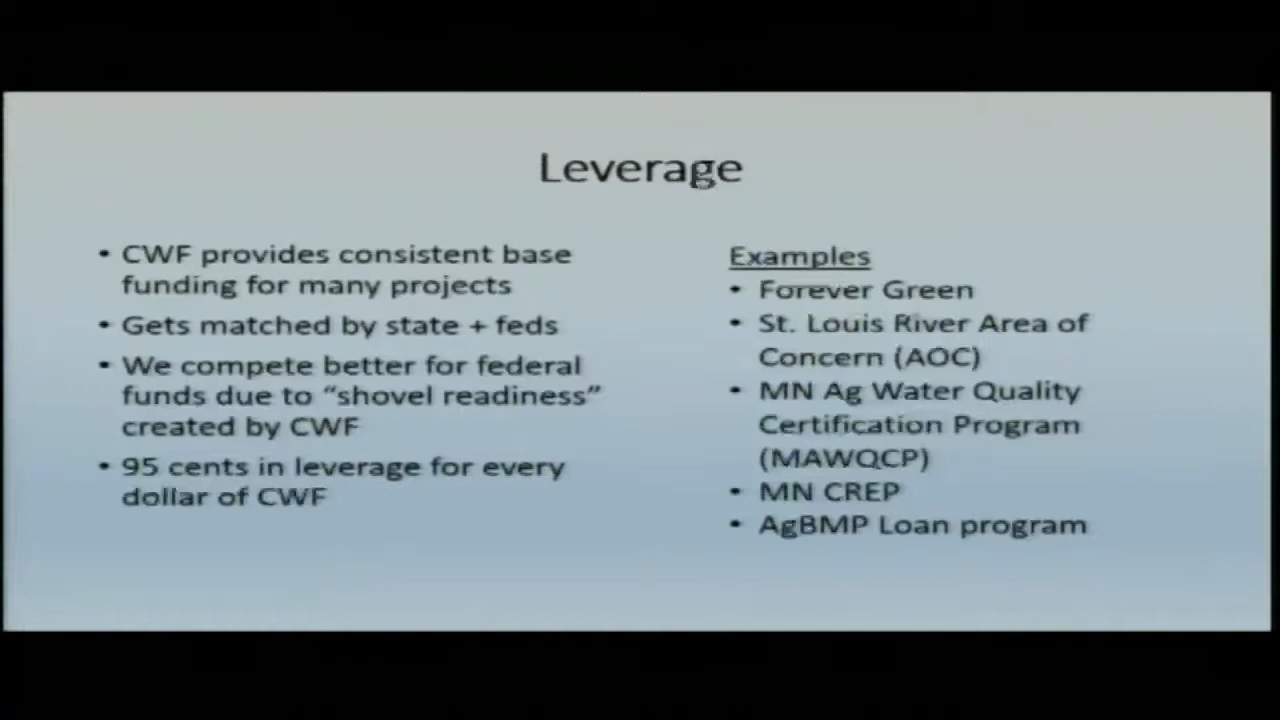 Leverage
• CWF provides consistent base
funding for many projects
• Gets matched by state + feds
• We compete better for federal
funds due to “shovel readiness”
created by CWF
• 95 cents in leverage for every
dollar of CWF
Examples
• Forever Green
• St. Louis River Area of
Concern (AOC)
• MN Ag Water Quality
Certification Program
(MAWQCP)
• MN CREP
• AgBMP Loan program